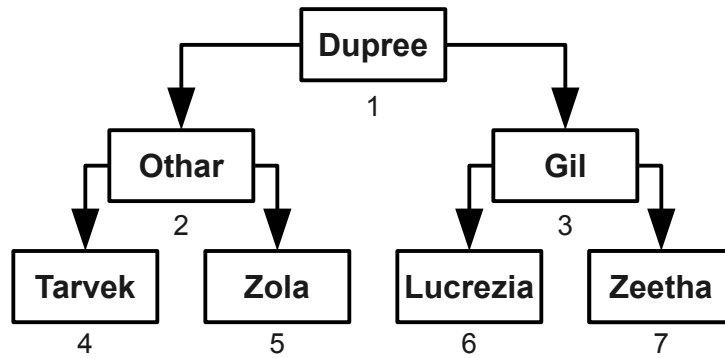 Dupree
1
Othar
Gil
2
3
Tarvek
Zola
Lucrezia
Zeetha
4
5
6
7